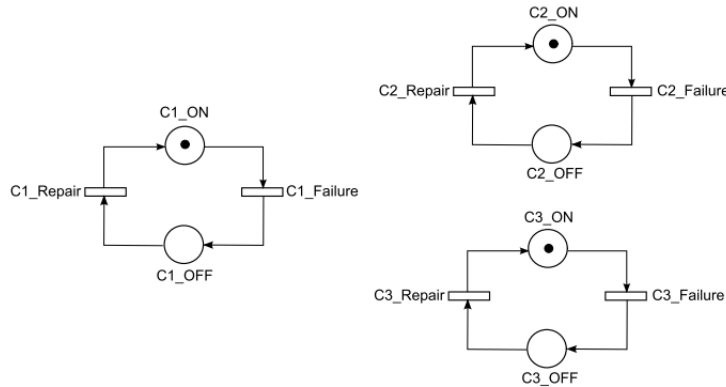 C1_ON
C1_Repair
C1_Failure
C1_OFF
C2_ON
C2_Repair
C2_Failure
C2_OFF
C3_ON
C3_Repair
C3_Failure
C3_OFF